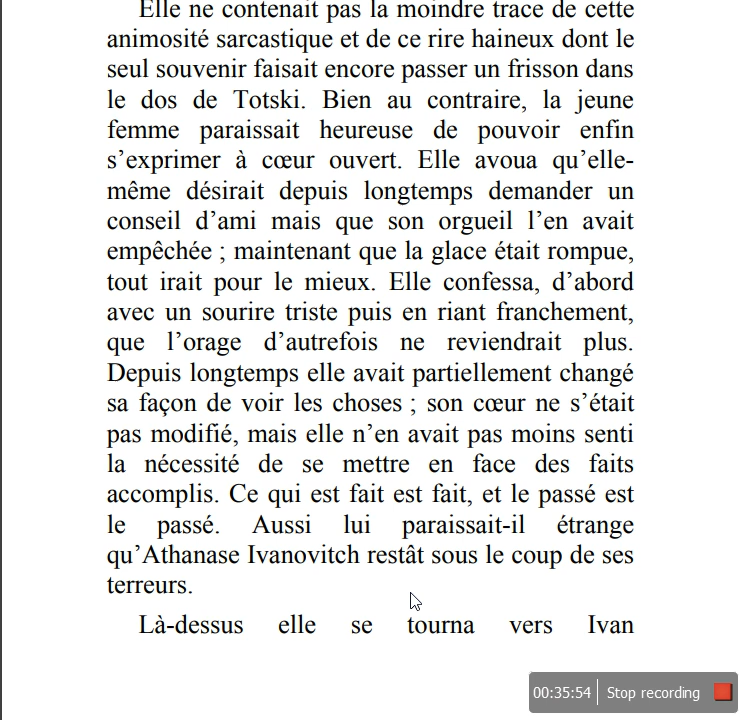 Elle ne contenait pas la moindre trace de cette
animosité sarcastique et de ce rire haineux dont le
seul souvenir faisait encore passer un frisson dans
le dos de Totski. Bien au contraire, la jeune
femme paraissait heureuse de pouvoir enfin
s’exprimer à cœur ouvert. Elle avoua qu’elle-
même désirait depuis longtemps demander un
conseil d’ami mais que son orgueil l’en avait
empêchée ; maintenant que la glace était rompue,
tout irait pour le mieux. Elle confessa, d’abord
avec un sourire triste puis en riant franchement,
que l’orage d’autrefois ne reviendrait plus.
Depuis longtemps elle avait partiellement changé
sa façon de voir les choses ; son cœur ne s’était
pas modifié, mais elle n’en avait pas moins senti
la nécessité de se mettre en face des faits
accomplis. Ce qui est fait est fait, et le passé est
le passé. Aussi lui paraissait-il étrange
qu’Athanase Ivanovitch restât sous le coup de ses
terreurs.
Là-dessus elle se tourna vers Ivan
00:35:54 Stop recording